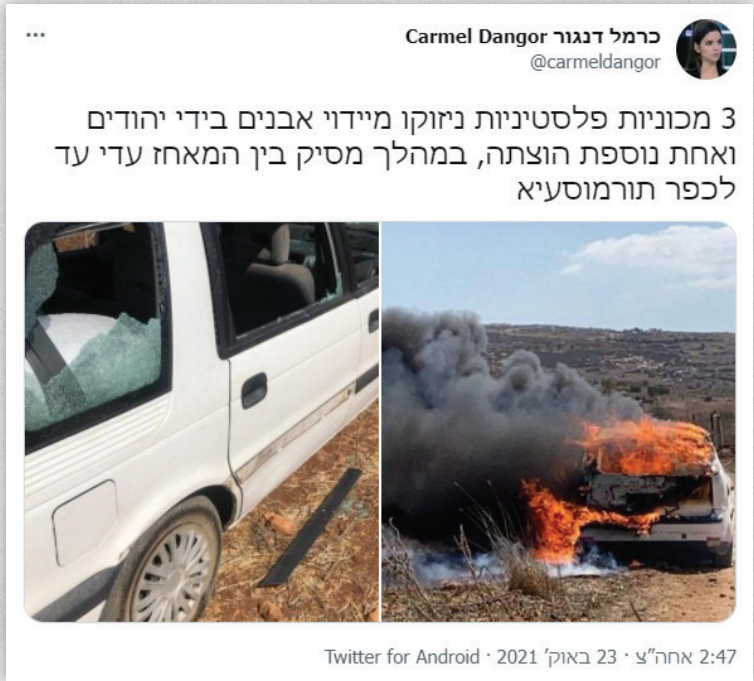 כרמל דנגור Carmel Dangor
@carmeldangor
3 מכוניות פלסטיניות ניזוקו מיידוי אבנים בידי יהודים
ואחת נוספת הוצתה, במהלך מסיק בין המאחז עדי עד
לכפר תורמוסעיא
2:47 אחה"צ · 23 באוק' 2021 · Twitter for Android